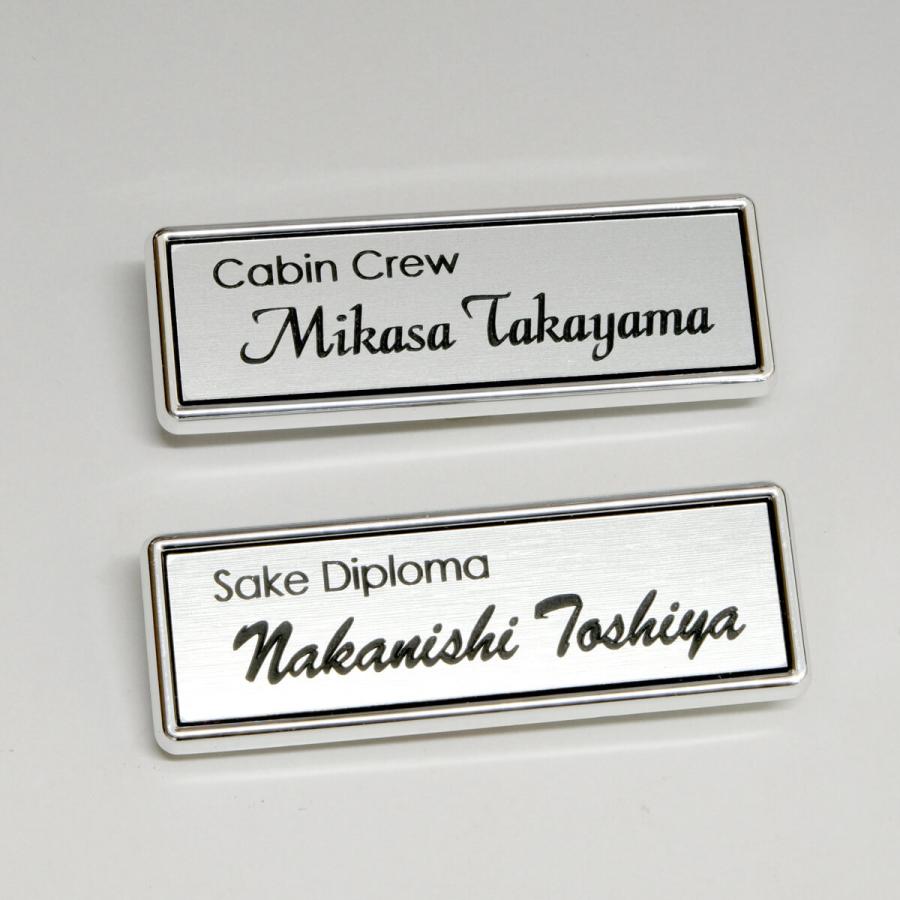 Cabin Crew
Mikasa Takayama
Sake Diploma
Nakanishi Toshiya